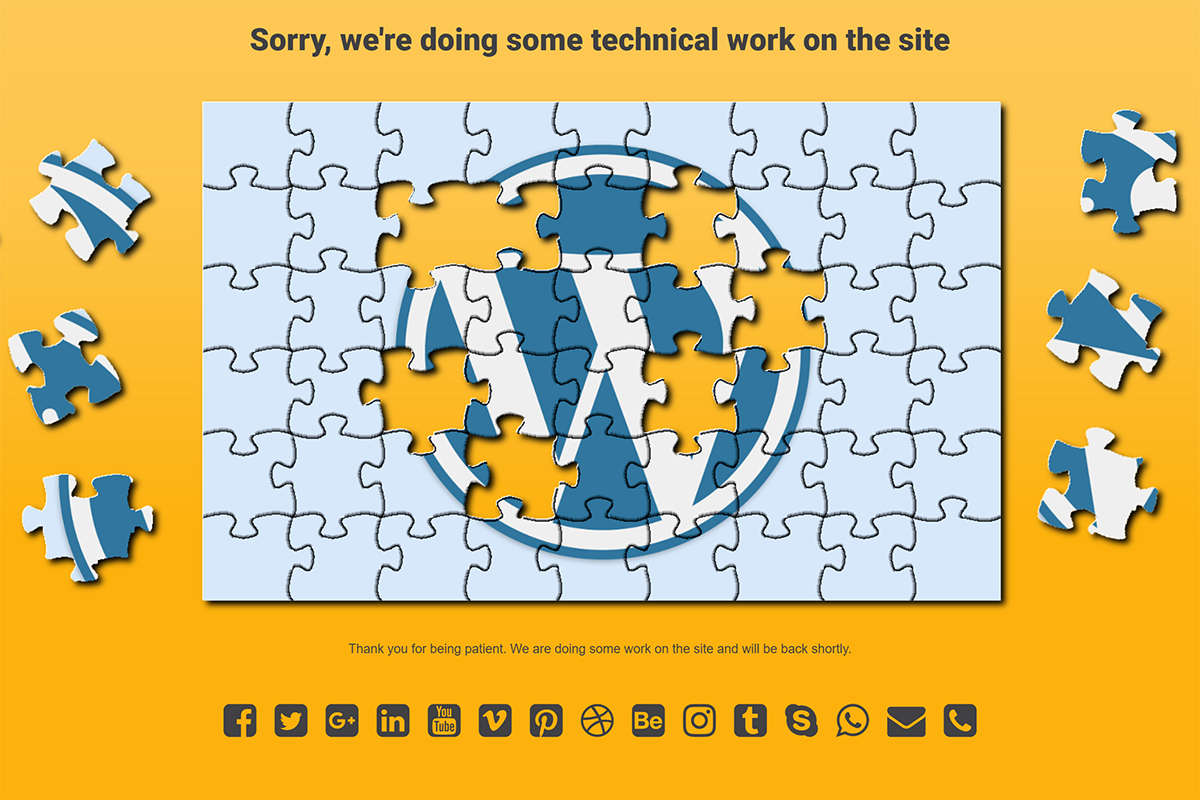 Sorry, we're doing some technical work on the site
Thank you for being patient. We are doing some work on the site and will be back shortly.
G+ in You Tube Be t S